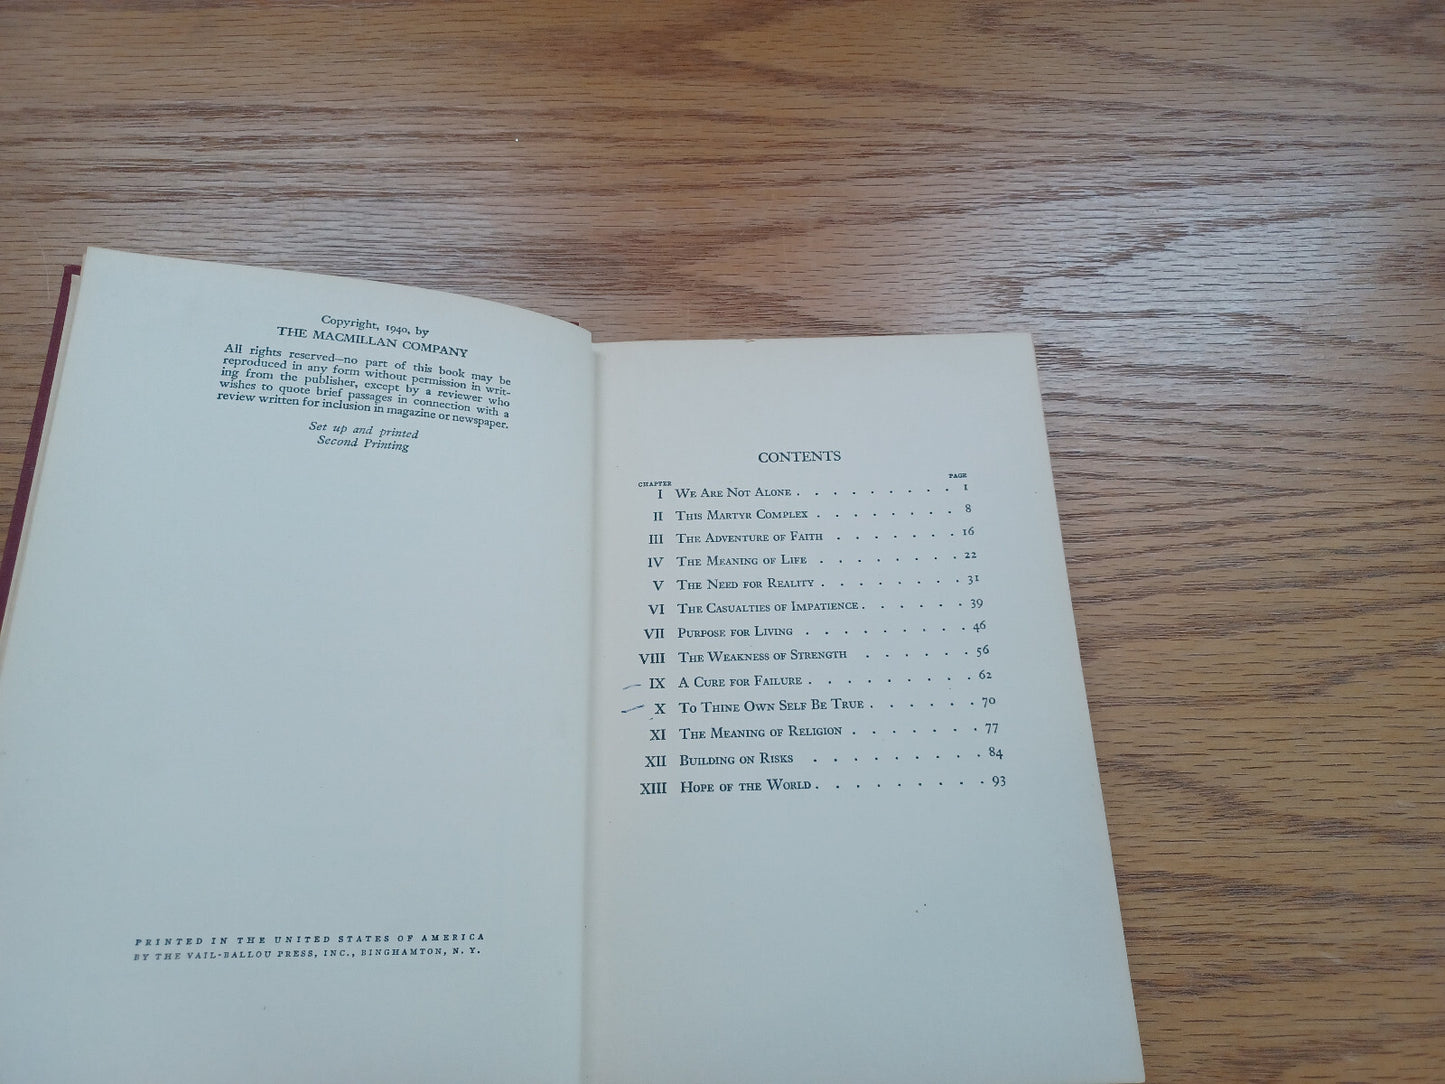 Copyright, 1940, by
THE MACMILLAN COMPANY
All rights reserved—no part of this book may be
reproduced in any form without permission in writ-
ing from the publisher, except by a reviewer who
wishes to quote brief passages in connection with a
review written for inclusion in magazine or newspaper.
Set up and printed
Second Printing
PRINTED IN THE UNITED STATES OF AMERICA
BY THE VAIL-BALLOU PRESS, INC., BINGHAMTON, N. Y.
CONTENTS
CHAPTER PAGE
I We Are Not Alone . . . . . . . . . 1
II This Martyr Complex . . . . . . . . 8
III The Adventure of Faith . . . . . . . 16
IV The Meaning of Life . . . . . . . . 22
V The Need for Reality . . . . . . . . 31
VI The Casualties of Impatience . . . . . . 39
VII Purpose for Living . . . . . . . . . 46
VIII The Weakness of Strength . . . . . . 56
IX A Cure for Failure . . . . . . . . . 62
X To Thine Own Self Be True . . . . . . 70
XI The Meaning of Religion . . . . . . . 77
XII Building on Risks . . . . . . . . . 84
XIII Hope of the World . . . . . . . . . 93